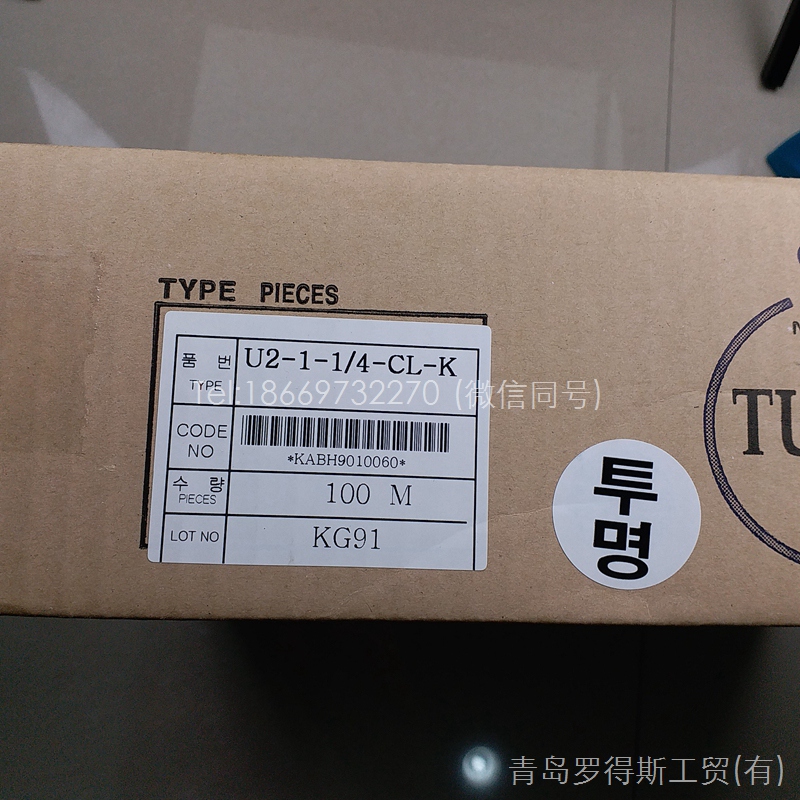 TYPE PIECES
품 번 U2-1-1/4-CL-K
TYPE
Tel:18669732270 (微信同号)
CODE
NO
*KABH9010060*
수 량 100 M
PIECES
LOT NO KG91
투명
TU
青岛罗得斯工贸(有)